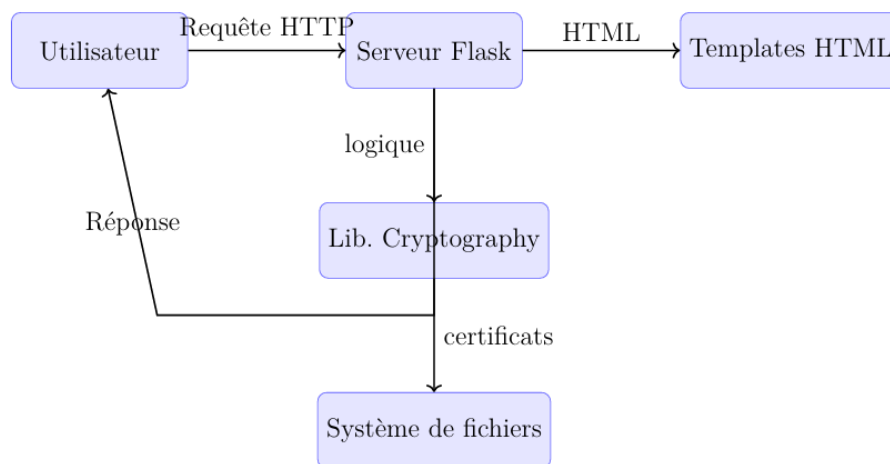 Requête HTTP
HTML
Utilisateur
Serveur Flask
Templates HTML
logique
Réponse
Lib. Cryptography
certificats
Système de fichiers